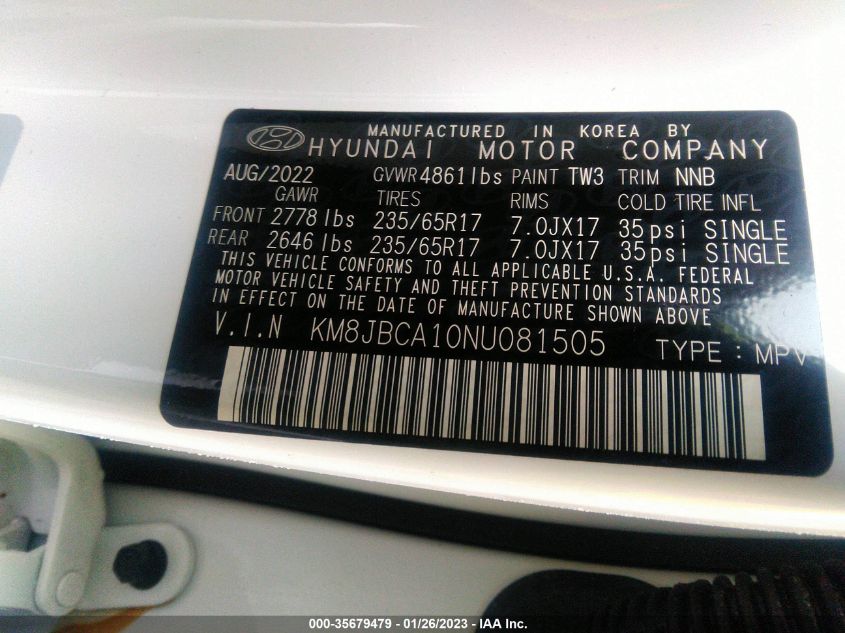 MANUFACTURED IN KOREA BY
HYUNDAI MOTOR COMPANY
AUG/2022 GVWR 4861 lbs PAINT TW3 TRIM NNB
GAWR TIRES RIMS COLD TIRE INFL
FRONT 2778 lbs 235/65R17 7.0JX17 35psi SINGLE
REAR 2646 lbs 235/65R17 7.0JX17 35psi SINGLE
THIS VEHICLE CONFORMS TO ALL APPLICABLE U.S.A. FEDERAL
MOTOR VEHICLE SAFETY AND THEFT PREVENTION STANDARDS
IN EFFECT ON THE DATE OF MANUFACTURE SHOWN ABOVE
V.I.N KM8JBCA10NU081505 TYPE : MPV
000-35679479 - 01/26/2023 - IAA Inc.